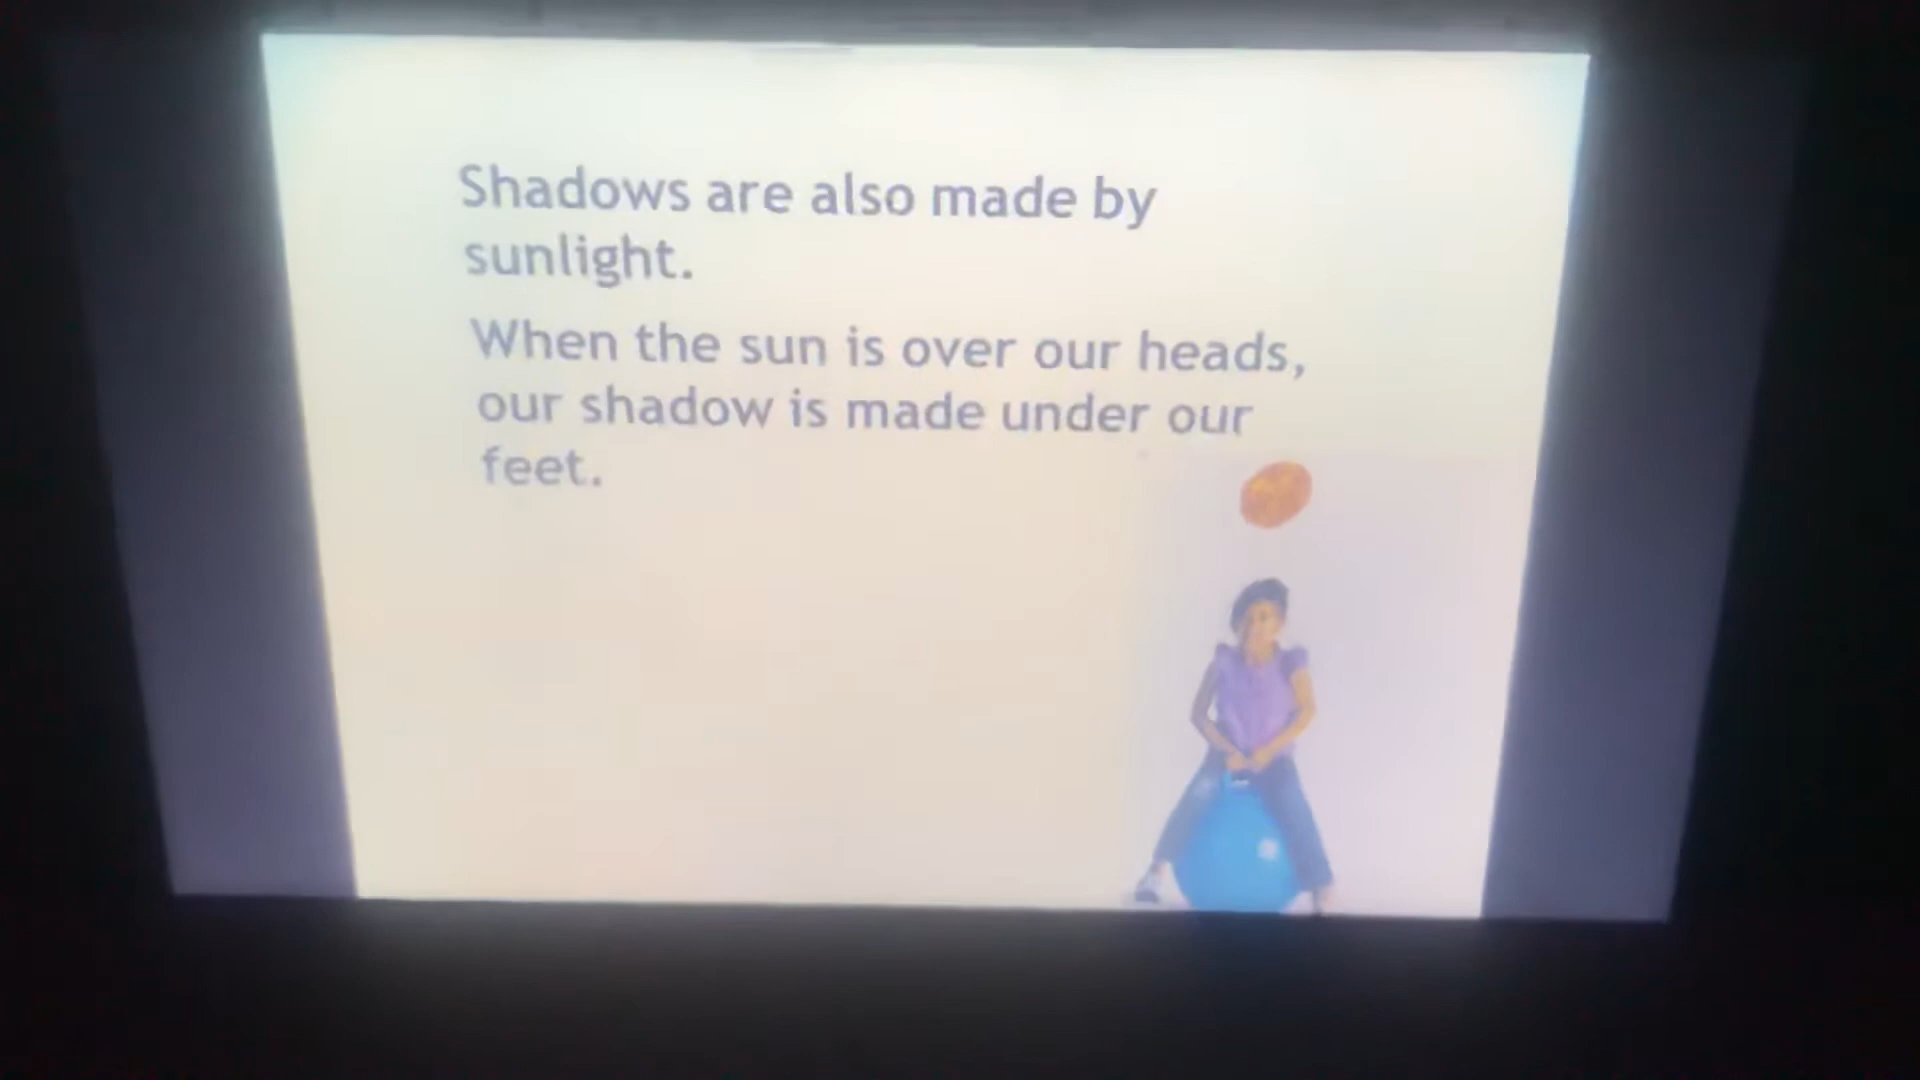 Shadows are also made by
sunlight.
When the sun is over our heads,
our shadow is made under our
feet.